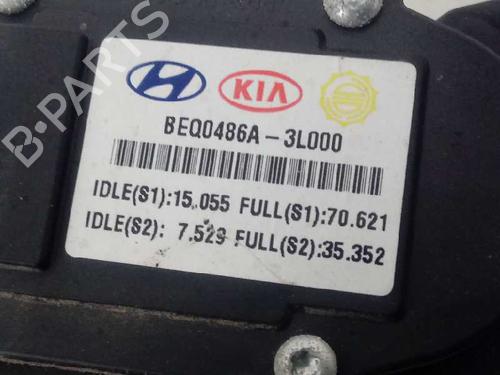 B-PARTS
KIA
BEQ0486A-3L000
IDLE(S1):15.055 FULL(S1):70.621
IDLE(S2): 7.529 FULL(S2):35.352